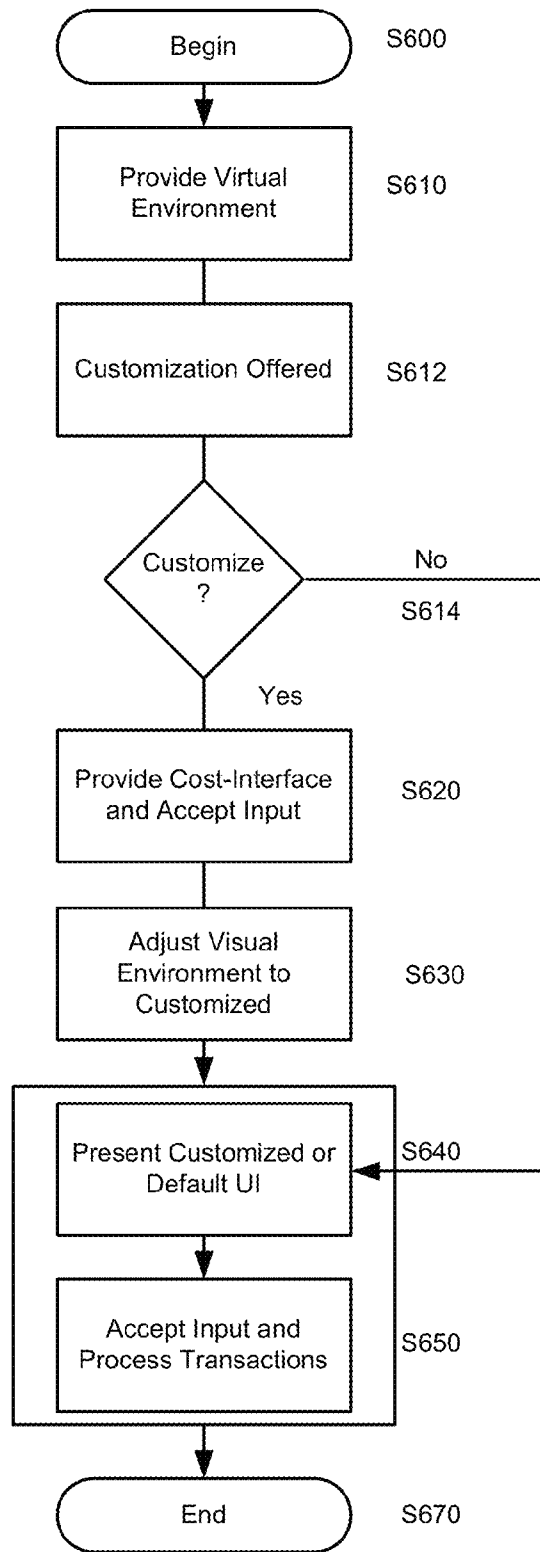 Begin
S600
Provide Virtual
Environment
S610
Customization Offered
S612
Customize
?
No
S614
Yes
Provide Cost-Interface
and Accept Input
S620
Adjust Visual
Environment to
Customized
S630
Present Customized or
Default UI
S640
Accept Input and
Process Transactions
S650
End
S670